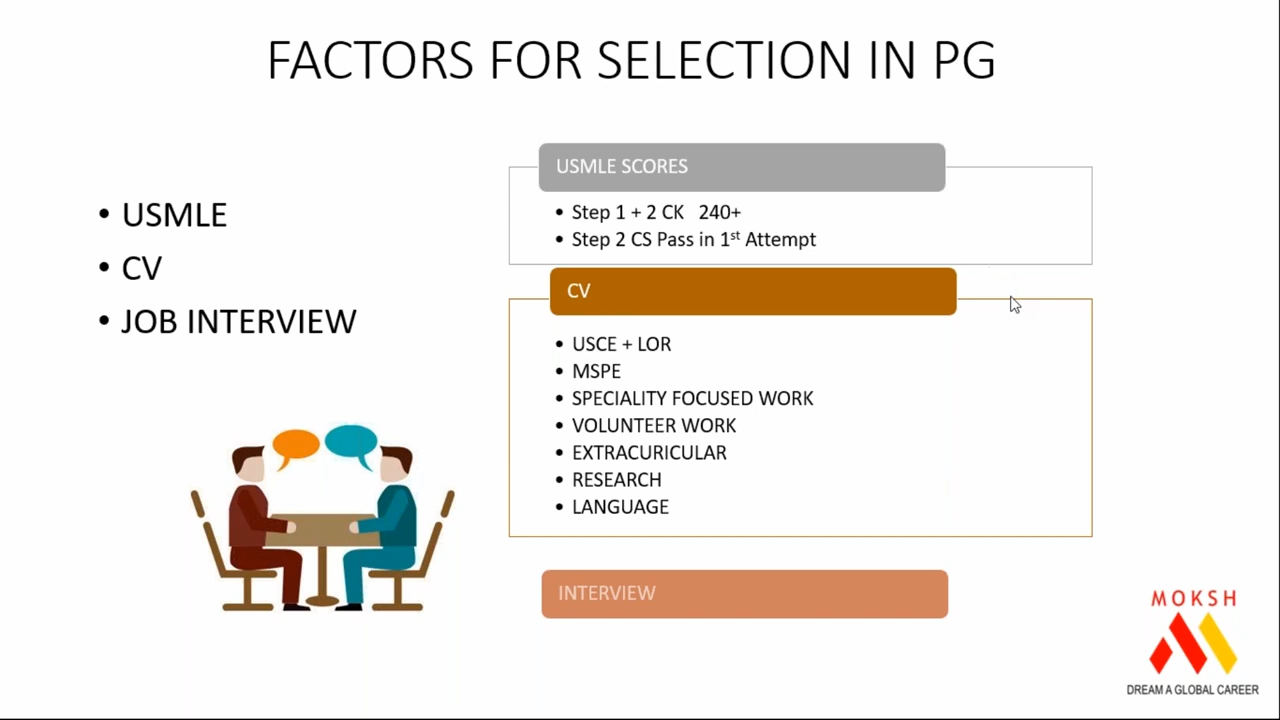 FACTORS FOR SELECTION IN PG
• USMLE
• CV
• JOB INTERVIEW
USMLE SCORES
• Step 1 + 2 CK 240+
• Step 2 CS Pass in 1st Attempt
CV
• USCE + LOR
• MSPE
• SPECIALITY FOCUSED WORK
• VOLUNTEER WORK
• EXTRACURICULAR
• RESEARCH
• LANGUAGE
INTERVIEW
MOKSH
DREAM A GLOBAL CAREER